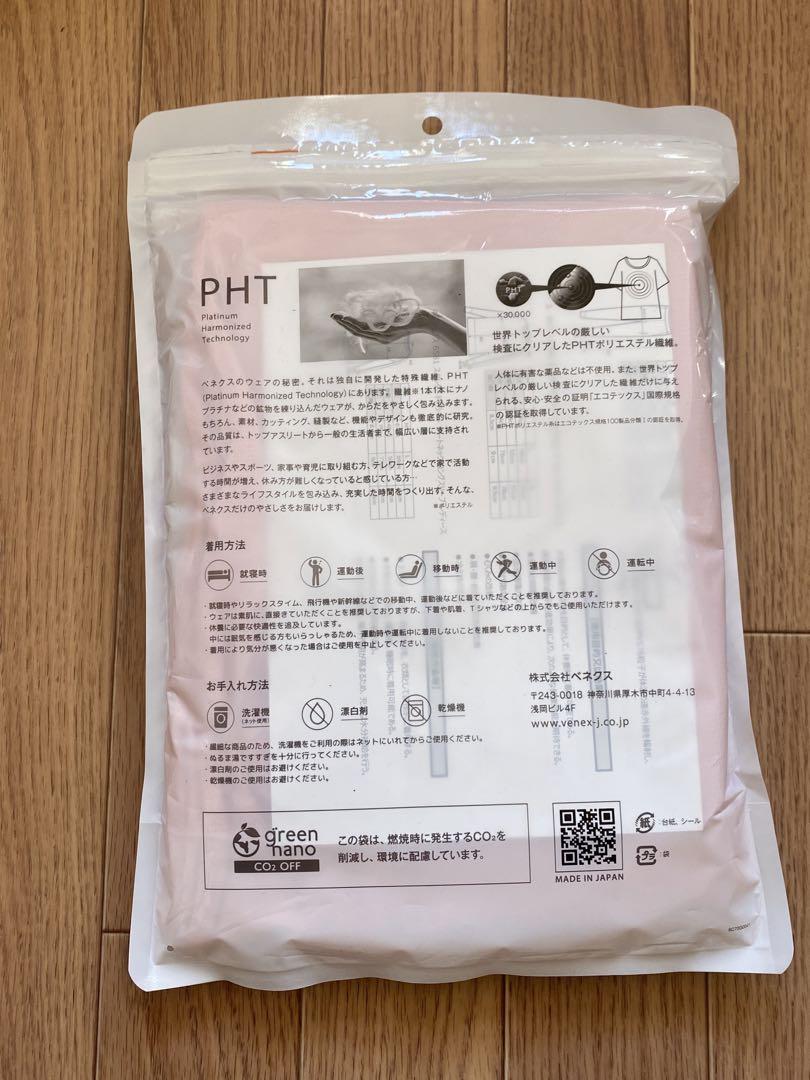 PHT
Platinum
Harmonized
Technology
PHT
×30,000
世界トップレベルの厳しい
検査にクリアしたPHTポリエステル繊維。
ベネクスのウェアの秘密。それは独自に開発した特殊繊維、PHT
(Platinum Harmonized Technology)にあります。繊維※1本1本にナノ
プラチナなどの鉱物を練り込んだウェアが、からだをやさしく包み込みます。
もちろん、素材、カッティング、縫製など、機能やデザインも徹底的に研究。
その品質は、トップアスリートから一般の生活者まで、幅広い層に支持され
ています。
人体に有害な薬品などは不使用。また、世界トップ
レベルの厳しい検査にクリアした繊維だけに与え
られる、安心・安全の証明「エコテックス」国際規格
の認証を取得しています。
※PHTポリエステル糸はエコテックス規格100製品分類Iの認証を取得。
ビジネスやスポーツ、家事や育児に取り組む方、テレワークなどで家で活動
する時間が増え、休み方が難しくなっていると感じている方…
さまざまなライフスタイルを包み込み、充実した時間をつくり出す。そんな、
ベネクスだけのやさしさをお届けします。
※ポリエステル
着用方法
就寝時
運動後
移動時
運動中
運転中
・就寝時やリラックスタイム、飛行機や新幹線などでの移動中、運動後などに着ていただくことを推奨しております。
・ウェアは素肌に、直接きていただくことを推奨しておりますが、下着や肌着、Tシャツなどの上からでもご使用いただけます。
・休養に必要な快適性を追及しています。
中には眠気を感じる方もいらっしゃるため、運動時や運転中に着用しないことを推奨しております。
・着用により気分が悪くなった場合はご使用を中止してください。
お手入れ方法
洗濯機
(ネット使用)
漂白剤
乾燥機
・繊細な商品のため、洗濯機をご利用の際はネットにいれてからご使用ください。
・ぬるま湯ですすぎを十分に行ってください。
・漂白剤のご使用はお避けください。
・乾燥機のご使用はお避けください。
株式会社ベネクス
〒243-0018 神奈川県厚木市中町4-4-13
浅岡ビル4F
www.venex-j.co.jp
green
nano
CO2 OFF
この袋は、燃焼時に発生するCO2を
削減し、環境に配慮しています。
MADE IN JAPAN
紙
:台紙、シール
プラ
:袋